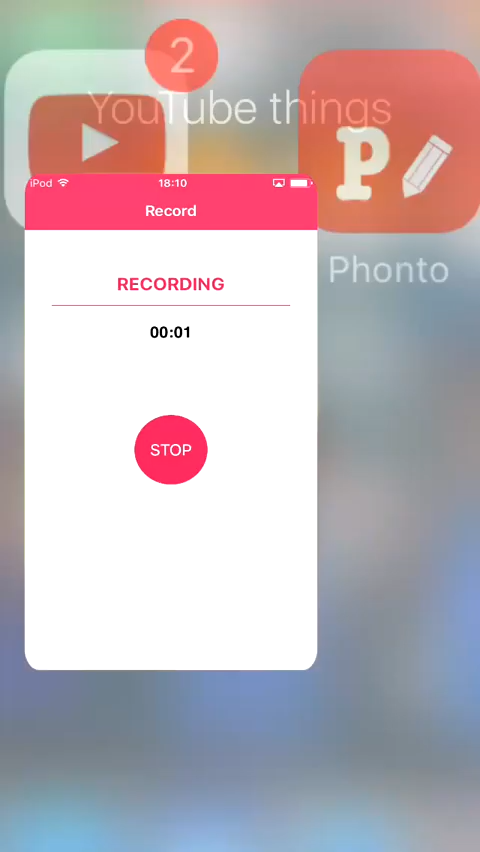 2
YouTube things
P
iPod 18:10
Record
Phonto
RECORDING
00:01
STOP